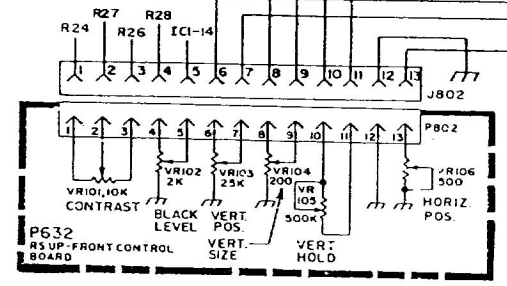 R27
R28
R24
R26
IC1-14
1 2 3 4 5 6 7 8 9 10 11 12 13
J802
P802
1 2 3 4 5 6 7 8 9 10 11 12 13
VR101,10K
CONTRAST
VR102
2K
BLACK
LEVEL
VR103
25K
VERT.
POS.
VR104
200
VERT.
SIZE
VR
105
500K
VERT
HOLD
VR106
500
HORIZ.
POS.
P632
RS UP-FRONT CONTROL
BOARD